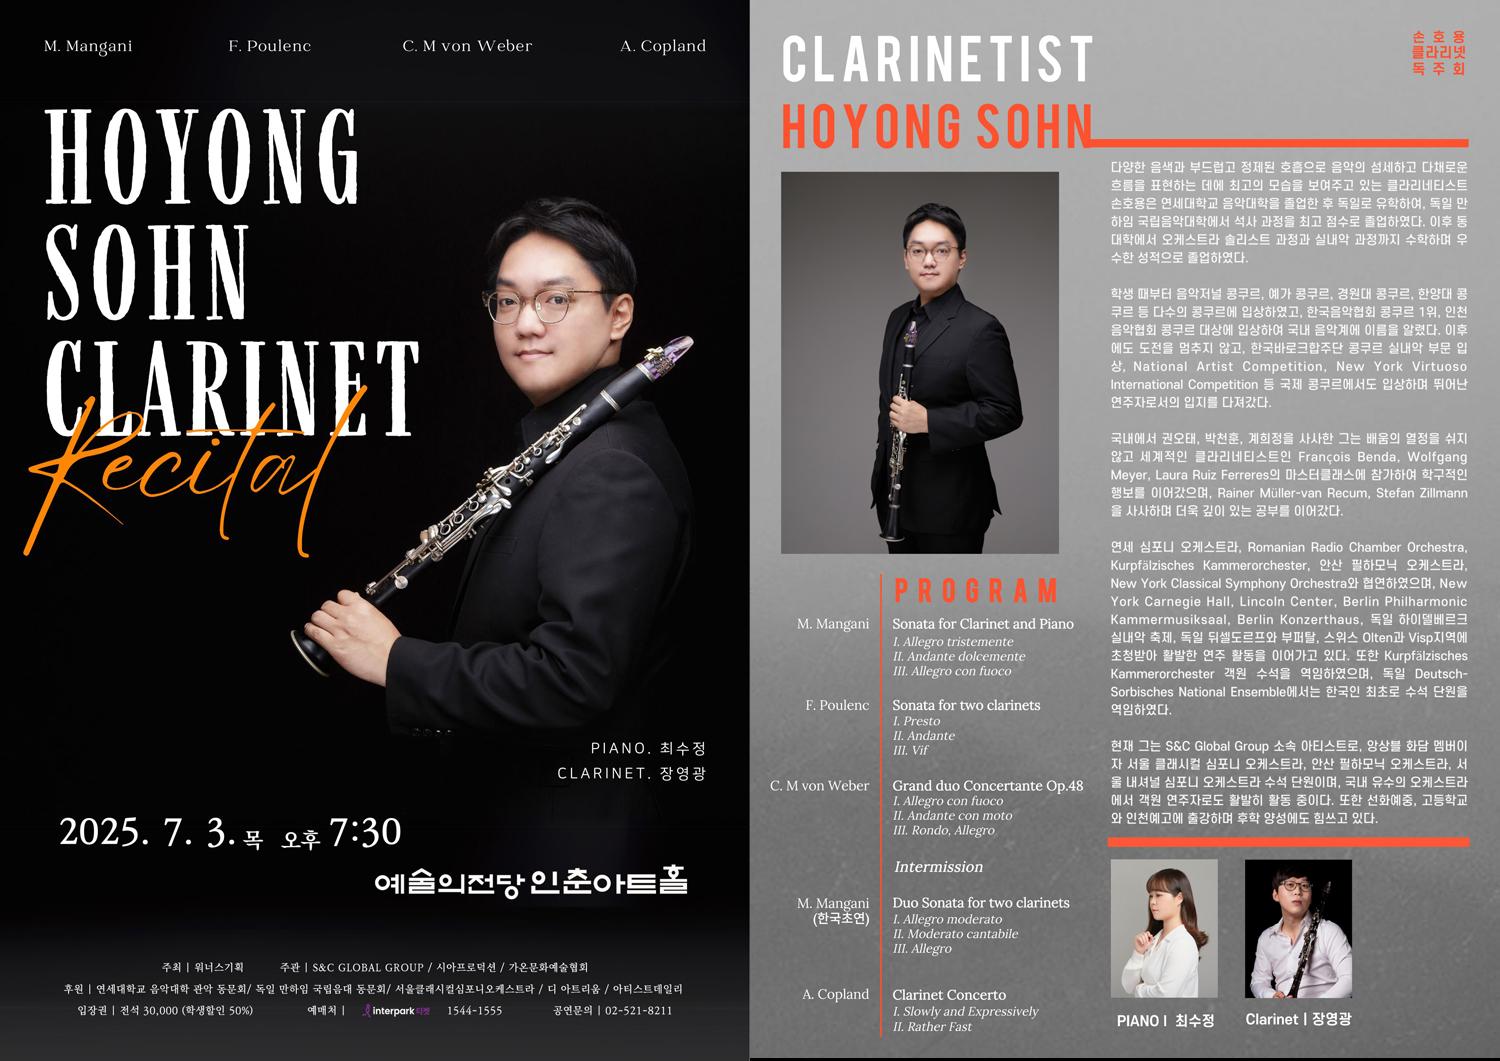 M. Mangani F. Poulenc C. M von Weber A. Copland
HOYONG
SOHN
CLARINET
Recital
PIANO. 최수정
CLARINET. 장영광
2025. 7. 3. 목 오후 7:30
예술의전당 인춘아트홀
주최 | 워너스기획 주관 | S&C GLOBAL GROUP / 시아프로덕션 / 가온문화예술협회
후원 | 연세대학교 음악대학 관악 동문회/ 독일 만하임 국립음대 동문회/ 서울클래시컬심포니오케스트라 / 디 아트리움 / 아티스트데일리
입장권 | 전석 30,000 (학생할인 50%) 예매처 | interpark 티켓 1544-1555 공연문의 | 02-521-8211
CLARINETIST
HOYONG SOHN
손 호 용
클라리넷
독 주 회
다양한 음색과 부드럽고 정제된 호흡으로 음악의 섬세하고 다채로운
흐름을 표현하는 데에 최고의 모습을 보여주고 있는 클라리네티스트
손호용은 연세대학교 음악대학을 졸업한 후 독일로 유학하여, 독일 만
하임 국립음악대학에서 석사 과정을 최고 점수로 졸업하였다. 이후 동
대학에서 오케스트라 솔리스트 과정과 실내악 과정까지 수학하며 우
수한 성적으로 졸업하였다.
학생 때부터 음악저널 콩쿠르, 예가 콩쿠르, 경원대 콩쿠르, 한양대 콩
쿠르 등 다수의 콩쿠르에 입상하였고, 한국음악협회 콩쿠르 1위, 인천
음악협회 콩쿠르 대상에 입상하여 국내 음악계에 이름을 알렸다. 이후
에도 도전을 멈추지 않고, 한국바로크합주단 콩쿠르 실내악 부문 입
상, National Artist Competition, New York Virtuoso
International Competition 등 국제 콩쿠르에서도 입상하며 뛰어난
연주자로서의 입지를 다져갔다.
국내에서 권오태, 박천훈, 계희정을 사사한 그는 배움의 열정을 쉬지
않고 세계적인 클라리네티스트인 François Benda, Wolfgang
Meyer, Laura Ruiz Ferreres의 마스터클래스에 참가하여 학구적인
행보를 이어갔으며, Rainer Müller-van Recum, Stefan Zillmann
을 사사하며 더욱 깊이 있는 공부를 이어갔다.
연세 심포니 오케스트라, Romanian Radio Chamber Orchestra,
Kurpfälzisches Kammerorchester, 안산 필하모닉 오케스트라,
New York Classical Symphony Orchestra와 협연하였으며, New
York Carnegie Hall, Lincoln Center, Berlin Philharmonic
Kammermusiksaal, Berlin Konzerthaus, 독일 하이델베르크
실내악 축제, 독일 뒤셀도르프와 부퍼탈, 스위스 Olten과 Visp지역에
초청받아 활발한 연주 활동을 이어가고 있다. 또한 Kurpfälzisches
Kammerorchester 객원 수석을 역임하였으며, 독일 Deutsch-
Sorbisches National Ensemble에서는 한국인 최초로 수석 단원을
역임하였다.
현재 그는 S&C Global Group 소속 아티스트로, 앙상블 화담 멤버이
자 서울 클래시컬 심포니 오케스트라, 안산 필하모닉 오케스트라, 서
울 내셔널 심포니 오케스트라 수석 단원이며, 국내 유수의 오케스트라
에서 객원 연주자로도 활발히 활동 중이다. 또한 선화예중, 고등학교
와 인천예고에 출강하며 후학 양성에도 힘쓰고 있다.
PROGRAM
M. Mangani Sonata for Clarinet and Piano
I. Allegro tristemente
II. Andante dolcemente
III. Allegro con fuoco
F. Poulenc Sonata for two clarinets
I. Presto
II. Andante
III. Vif
C. M von Weber Grand duo Concertante Op.48
I. Allegro con fuoco
II. Andante con moto
III. Rondo, Allegro
Intermission
M. Mangani Duo Sonata for two clarinets
(한국초연) I. Allegro moderato
II. Moderato cantabile
III. Allegro
A. Copland Clarinet Concerto
I. Slowly and Expressively
II. Rather Fast
PIANO I 최수정
Clarinet | 장영광